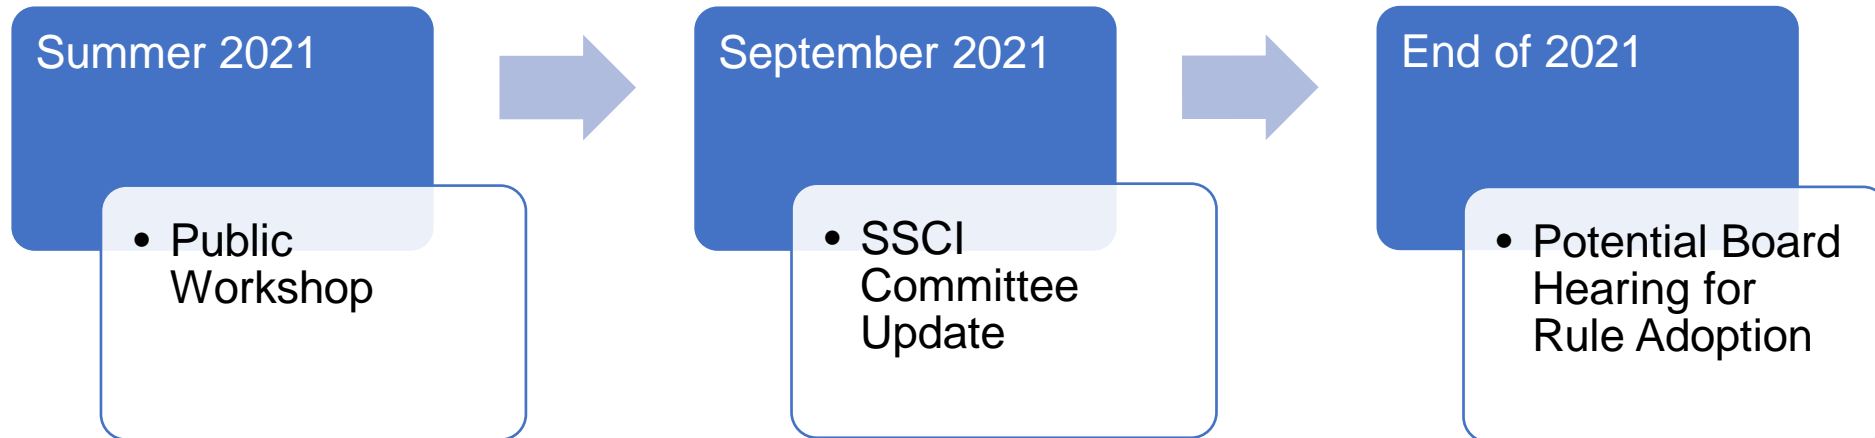 Summer 2021
• Public
Workshop
September 2021
• SSCI
Committee
Update
End of 2021
• Potential Board
Hearing for
Rule Adoption